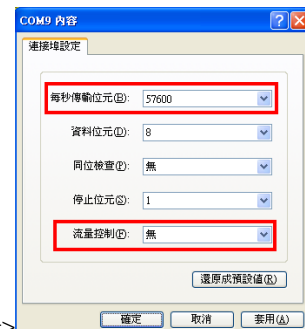 COM9 內容
連接埠設定
每秒傳輸位元(B): 57600
資料位元(D): 8
同位檢查(P): 無
停止位元(S): 1
流量控制(F): 無
還原成預設值(R)
確定 取消 套用(A)
>